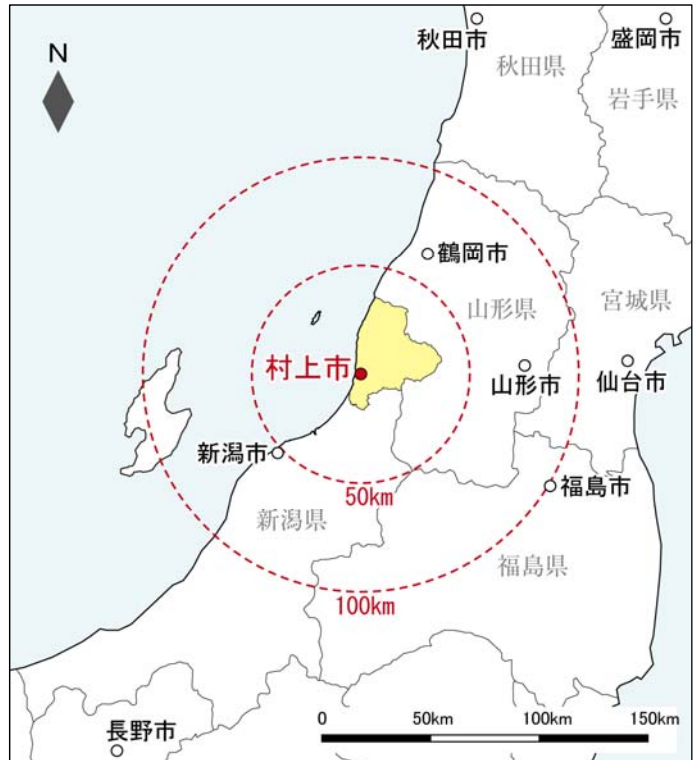 秋田市
盛岡市
秋田県
岩手県
N
鶴岡市
山形県
宮城県
村上市
山形市
仙台市
新潟市
50km
福島市
新潟県
福島県
100km
長野市
0
50km
100km
150km